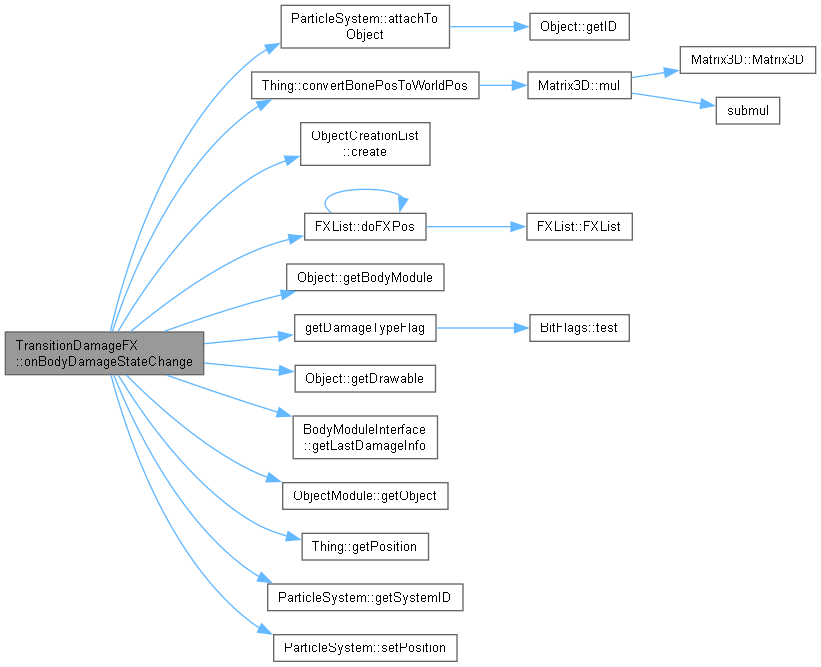 ParticleSystem::attachTo
Object
Object::getID
Thing::convertBonePosToWorldPos
Matrix3D::mul
Matrix3D::Matrix3D
submul
ObjectCreationList
::create
FXList::doFXPos
FXList::FXList
Object::getBodyModule
getDamageTypeFlag
BitFlags::test
TransitionDamageFX
::onBodyDamageStateChange
Object::getDrawable
BodyModuleInterface
::getLastDamageInfo
ObjectModule::getObject
Thing::getPosition
ParticleSystem::getSystemID
ParticleSystem::setPosition